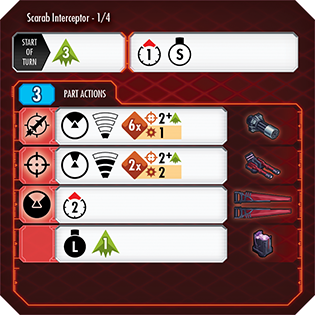 Scarab Interceptor - 1/4
START OF TURN
3
1 S
3 PART ACTIONS
6x 2+ 1
2x 2+ 2
2
L 1